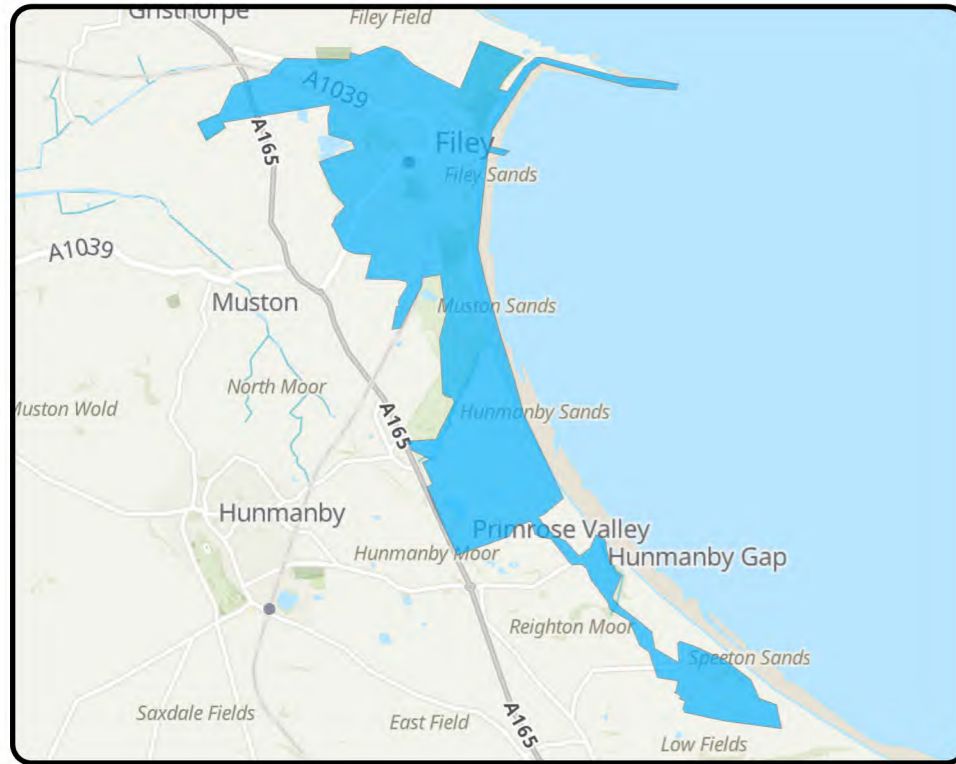 Gristhorpe
Filey Field
A1039
A165
Filey
Filey Sands
A1039
Muston
Muston Sands
North Moor
Muston Wold
Hunmanby Sands
A165
Hunmanby
Primrose Valley
Hunmanby Moor
Hunmanby Gap
Reighton Moor
Speeton Sands
Saxdale Fields
East Field
A165
Low Fields